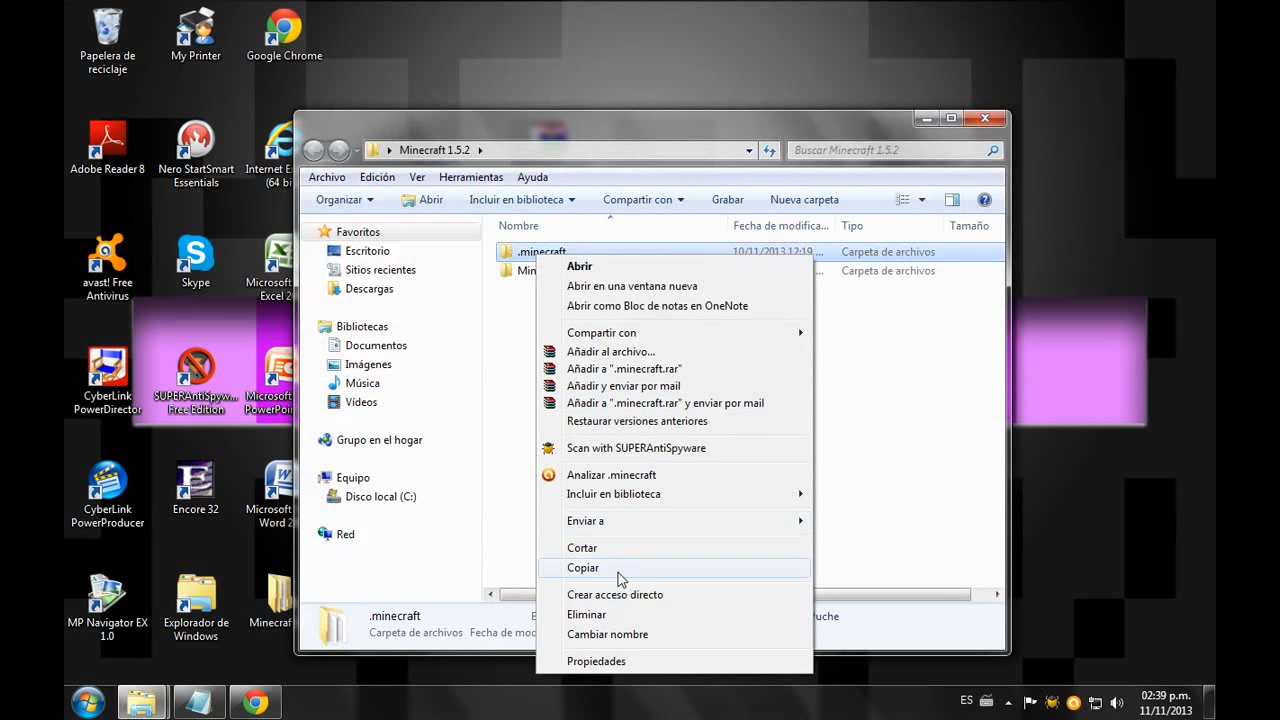 Papelera de
reciclaje
My Printer
Google Chrome
Adobe Reader 8
Nero StartSmart
Essentials
Internet Ex
(64 bi
avast! Free
Antivirus
Skype
Microsof
Excel 20
CyberLink
PowerDirector
SUPERAntiSpyw...
Free Edition
Microsof
PowerPoin
CyberLink
PowerProducer
Encore 32
Microsof
Word 2
MP Navigator EX
1.0
Explorador de
Windows
Minecraf
Minecraft 1.5.2
Buscar Minecraft 1.5.2
Archivo Edición Ver Herramientas Ayuda
Organizar Abrir Incluir en biblioteca Compartir con Grabar Nueva carpeta
Nombre Fecha de modifica... Tipo Tamaño
Favoritos
Escritorio
Sitios recientes
Descargas
Bibliotecas
Documentos
Imágenes
Música
Vídeos
Grupo en el hogar
Equipo
Disco local (C:)
Red
.minecraft 10/11/2013 12:19 ... Carpeta de archivos
Min ... Carpeta de archivos
Abrir
Abrir en una ventana nueva
Abrir como Bloc de notas en OneNote
Compartir con
Añadir al archivo...
Añadir a ".minecraft.rar"
Añadir y enviar por mail
Añadir a ".minecraft.rar" y enviar por mail
Restaurar versiones anteriores
Scan with SUPERAntiSpyware
Analizar .minecraft
Incluir en biblioteca
Enviar a
Cortar
Copiar
Crear acceso directo
Eliminar
Cambiar nombre
Propiedades
.minecraft E Puche
Carpeta de archivos Fecha de mod
ES
02:39 p.m.
11/11/2013